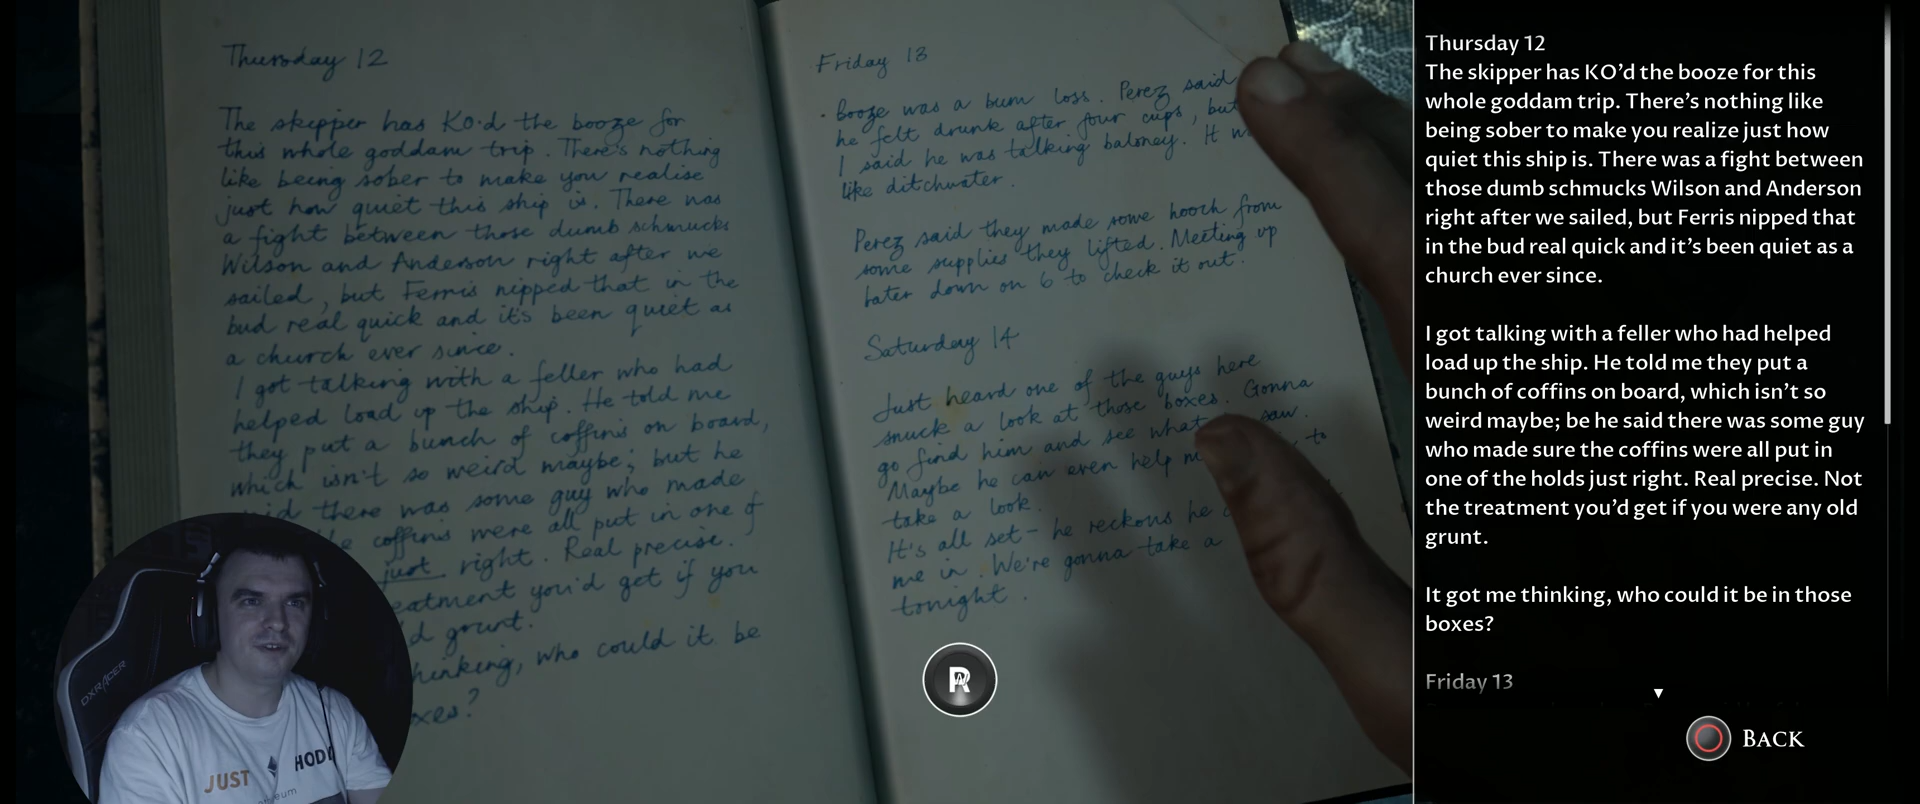 Thursday 12
The skipper has KO'd the booze for
this whole goddam trip. There's nothing
like being sober to make you realise
just how quiet this ship is. There was
a fight between those dumb schmucks
Wilson and Anderson right after we
sailed, but Ferris nipped that in the
bud real quick and it's been quiet as
a church ever since.
I got talking with a feller who had
helped load up the ship. He told me
they put a bunch of coffins on board,
which isn't so weird maybe; but he
there was some guy who made
coffins were all put in one of
just right. Real precise.
eatment you'd get if you
d grunt.
hinking, who could it be
oxes?
Friday 13
Booze was a bum loss. Perez said
he felt drunk after four cups, but
I said he was talking baloney. It
like ditchwater.
Perez said they made some hooch from
some supplies they lifted. Meeting up
later down on 6 to check it out.
Saturday 14
Just heard one of the guys here
snuck a look at those boxes. Gonna
go find him and see what saw.
Maybe he can even help to
take a look.
It's all set - he reckons he
me in. We're gonna take a
tonight.
R
DXRACER
JUST HODL
Thursday 12
The skipper has KO'd the booze for this
whole goddam trip. There's nothing like
being sober to make you realize just how
quiet this ship is. There was a fight between
those dumb schmucks Wilson and Anderson
right after we sailed, but Ferris nipped that
in the bud real quick and it's been quiet as a
church ever since.
I got talking with a feller who had helped
load up the ship. He told me they put a
bunch of coffins on board, which isn't so
weird maybe; be he said there was some guy
who made sure the coffins were all put in
one of the holds just right. Real precise. Not
the treatment you'd get if you were any old
grunt.
It got me thinking, who could it be in those
boxes?
Friday 13
BACK